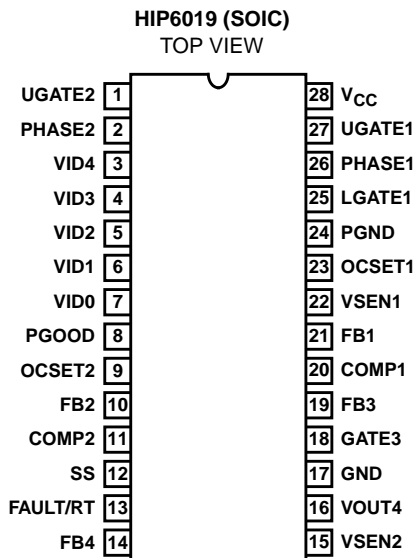 HIP6019 (SOIC)
TOP VIEW
UGATE2 1
PHASE2 2
VID4 3
VID3 4
VID2 5
VID1 6
VID0 7
PGOOD 8
OCSET2 9
FB2 10
COMP2 11
SS 12
FAULT/RT 13
FB4 14
28 VCC
27 UGATE1
26 PHASE1
25 LGATE1
24 PGND
23 OCSET1
22 VSEN1
21 FB1
20 COMP1
19 FB3
18 GATE3
17 GND
16 VOUT4
15 VSEN2